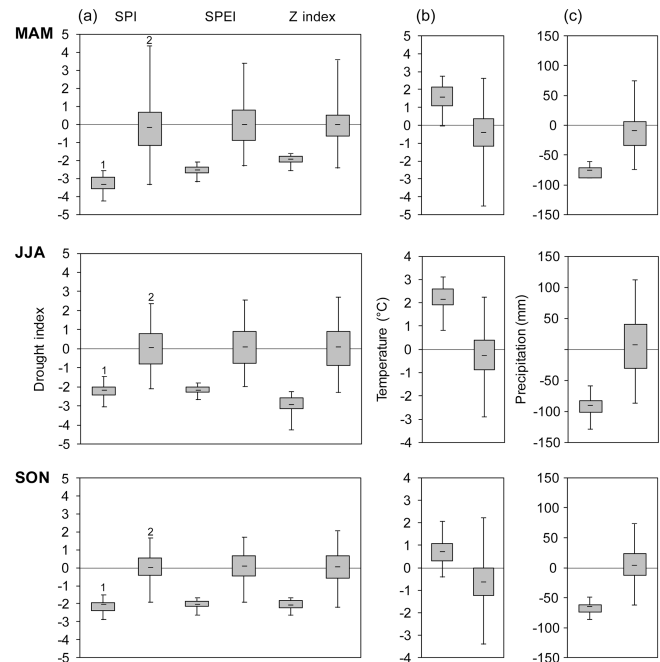 (a) SPI SPEI Z index (b) (c)
MAM
5 4 3 2 1 0 -1 -2 -3 -4 -5
1 2
5 4 3 2 1 0 -1 -2 -3 -4 -5
150 100 50 0 -50 -100 -150
JJA
Drought index
5 4 3 2 1 0 -1 -2 -3 -4 -5
1 2
Temperature (°C)
4 3 2 1 0 -1 -2 -3 -4
Precipitation (mm)
150 100 50 0 -50 -100 -150
SON
5 4 3 2 1 0 -1 -2 -3 -4 -5
1 2
4 3 2 1 0 -1 -2 -3 -4
150 100 50 0 -50 -100 -150